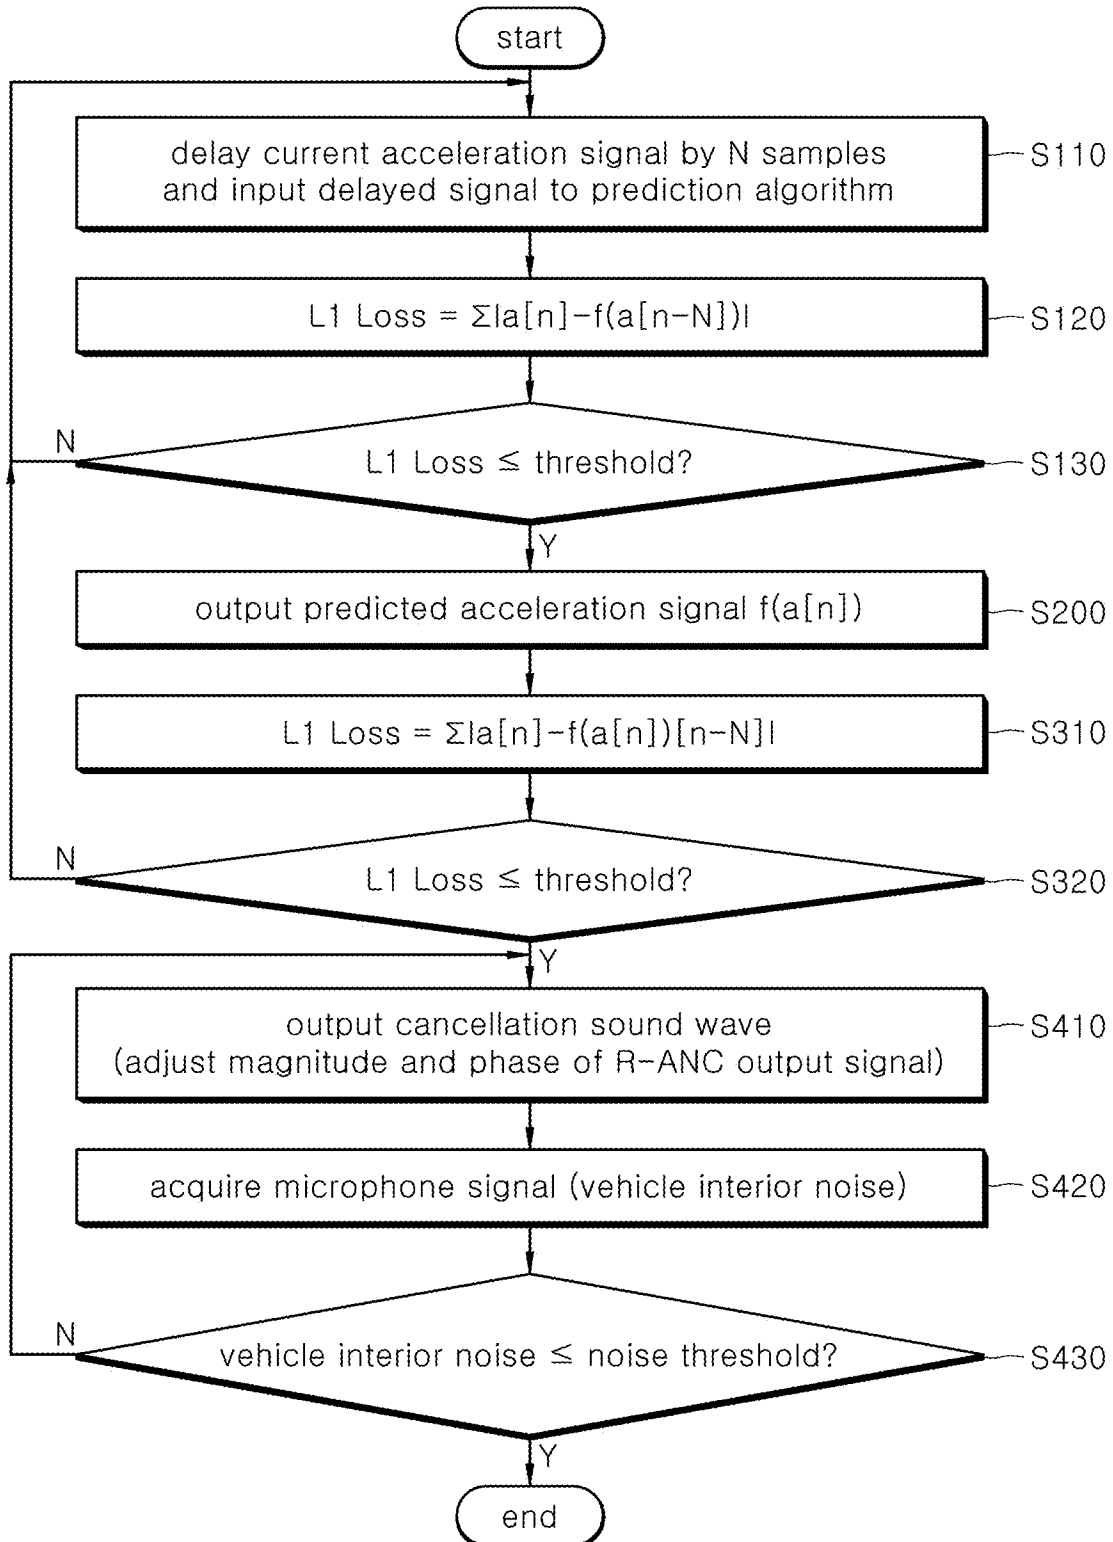 start
delay current acceleration signal by N samples
and input delayed signal to prediction algorithm
S110
L1 Loss = Σ|a[n]-f(a[n-N])|
S120
L1 Loss ≤ threshold?
S130
N
Y
output predicted acceleration signal f(a[n])
S200
L1 Loss = Σ|a[n]-f(a[n])[n-N]|
S310
L1 Loss ≤ threshold?
S320
N
Y
output cancellation sound wave
(adjust magnitude and phase of R-ANC output signal)
S410
acquire microphone signal (vehicle interior noise)
S420
vehicle interior noise ≤ noise threshold?
S430
N
Y
end